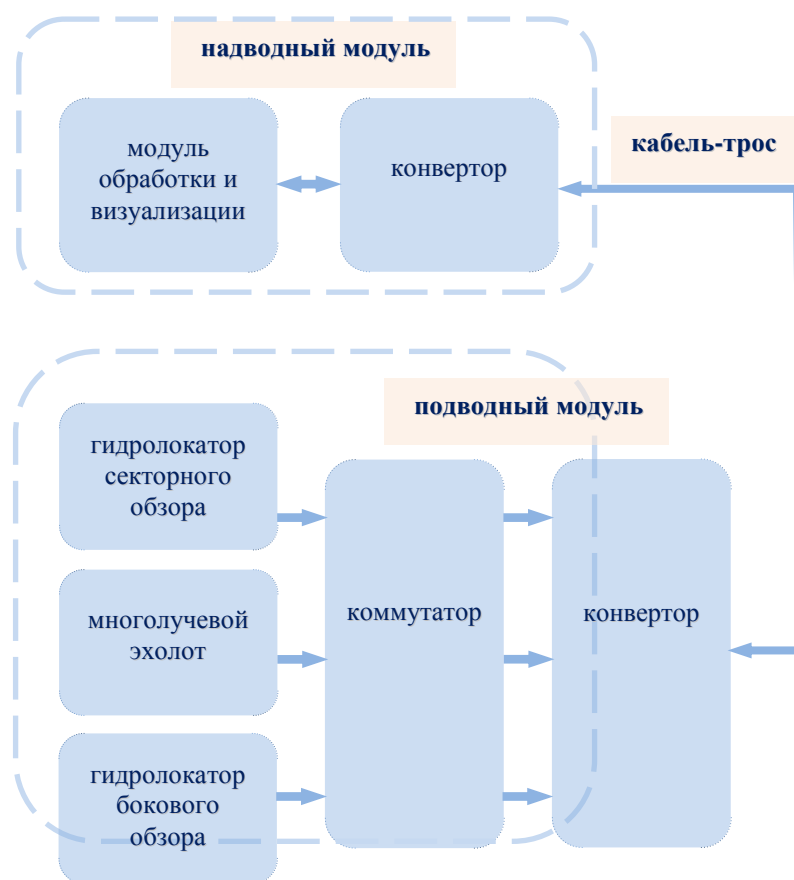 надводный модуль
модуль
обработки и
визуализации
конвертор
кабель-трос
подводный модуль
гидролокатор
секторного
обзора
многолучевой
эхолот
гидролокатор
бокового
обзора
коммутатор
конвертор